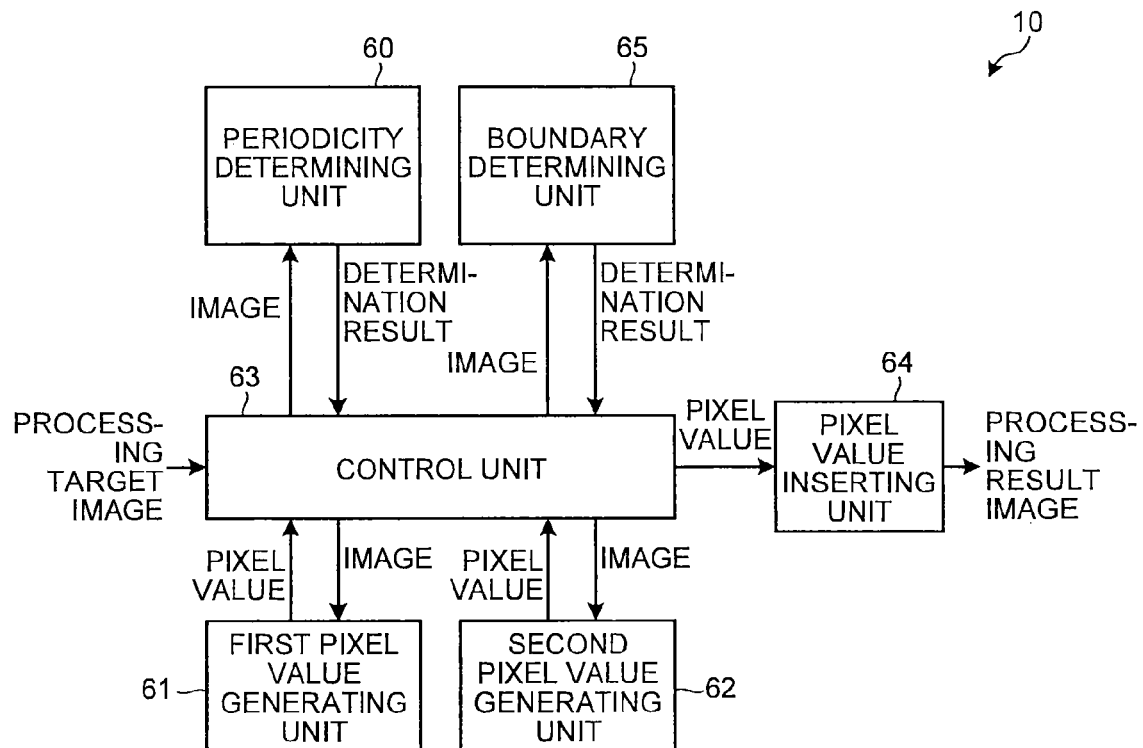 10
60
65
PERIODICITY
DETERMINING
UNIT
BOUNDARY
DETERMINING
UNIT
IMAGE
DETERMI-
NATION
RESULT
IMAGE
DETERMI-
NATION
RESULT
63
64
PROCESS-
ING
TARGET
IMAGE
CONTROL UNIT
PIXEL
VALUE
PIXEL
VALUE
INSERTING
UNIT
PROCESS-
ING
RESULT
IMAGE
PIXEL
VALUE
IMAGE
PIXEL
VALUE
IMAGE
61
FIRST PIXEL
VALUE
GENERATING
UNIT
SECOND
PIXEL VALUE
GENERATING
UNIT
62